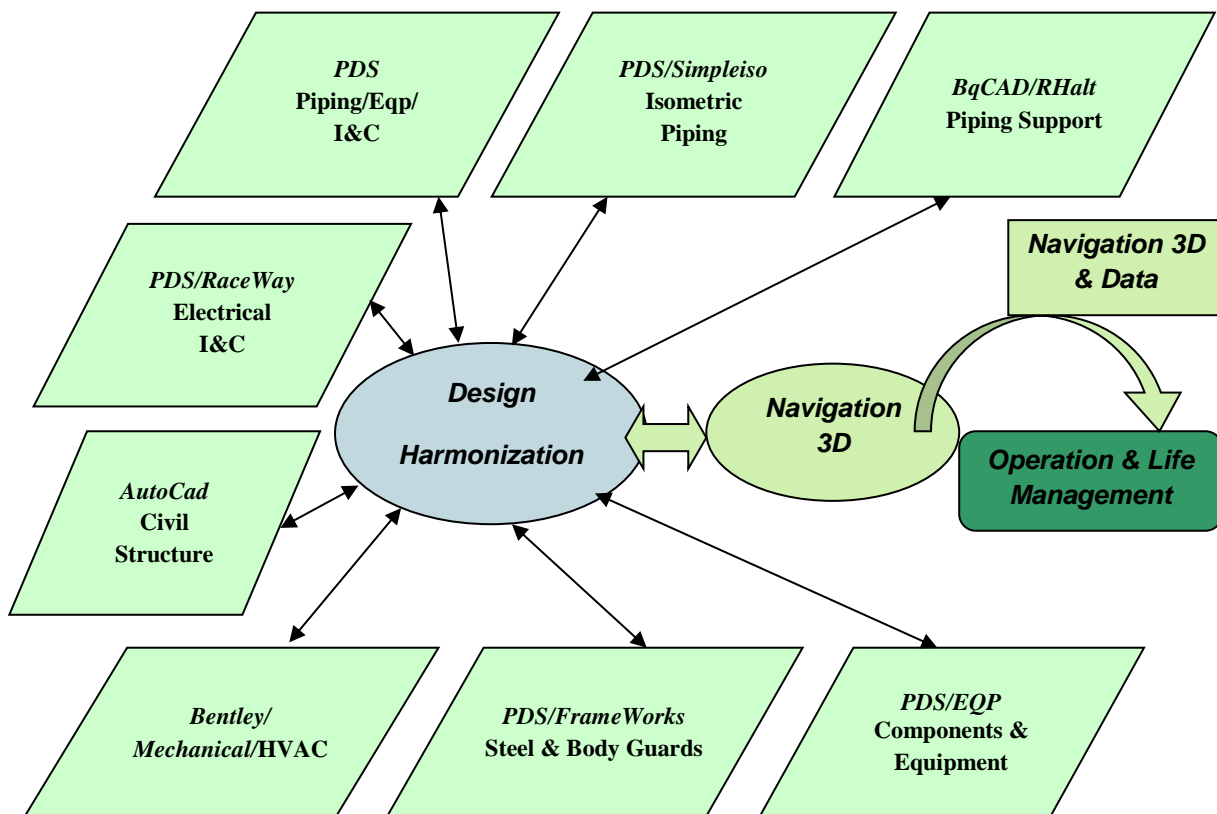 PDS
Piping/Eqp/
I&C
PDS/Simpleiso
Isometric
Piping
BqCAD/RHalt
Piping Support
PDS/RaceWay
Electrical
I&C
Navigation 3D
& Data
Design
Harmonization
Navigation
3D
Operation & Life
Management
AutoCad
Civil
Structure
Bentley/
Mechanical/HVAC
PDS/FrameWorks
Steel & Body Guards
PDS/EQP
Components &
Equipment